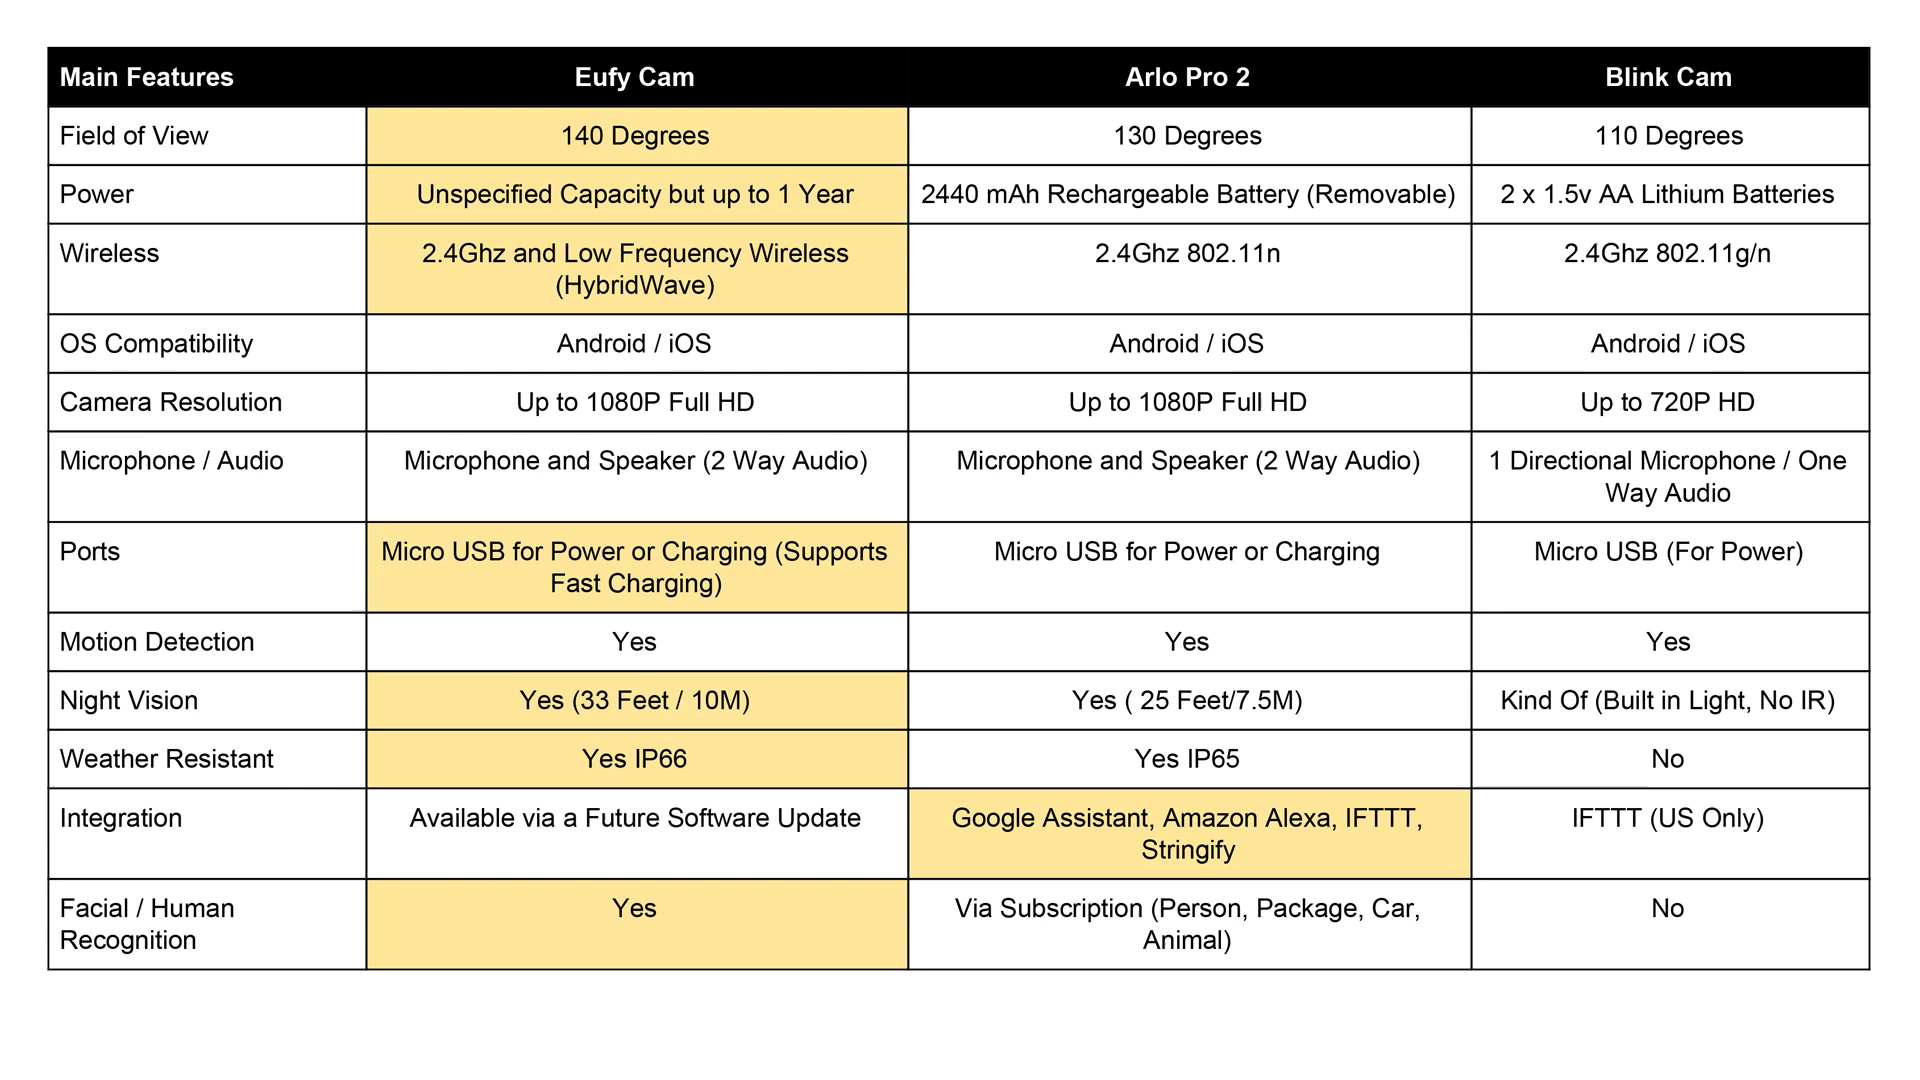 Main Features Eufy Cam Arlo Pro 2 Blink Cam
Field of View 140 Degrees 130 Degrees 110 Degrees
Power Unspecified Capacity but up to 1 Year 2440 mAh Rechargeable Battery (Removable) 2 x 1.5v AA Lithium Batteries
Wireless 2.4Ghz and Low Frequency Wireless 2.4Ghz 802.11n 2.4Ghz 802.11g/n
(HybridWave)
OS Compatibility Android / iOS Android / iOS Android / iOS
Camera Resolution Up to 1080P Full HD Up to 1080P Full HD Up to 720P HD
Microphone / Audio Microphone and Speaker (2 Way Audio) Microphone and Speaker (2 Way Audio) 1 Directional Microphone / One
Way Audio
Ports Micro USB for Power or Charging (Supports Micro USB for Power or Charging Micro USB (For Power)
Fast Charging)
Motion Detection Yes Yes Yes
Night Vision Yes (33 Feet / 10M) Yes ( 25 Feet/7.5M) Kind Of (Built in Light, No IR)
Weather Resistant Yes IP66 Yes IP65 No
Integration Available via a Future Software Update Google Assistant, Amazon Alexa, IFTTT, IFTTT (US Only)
Stringify
Facial / Human Yes Via Subscription (Person, Package, Car, No
Recognition Animal)